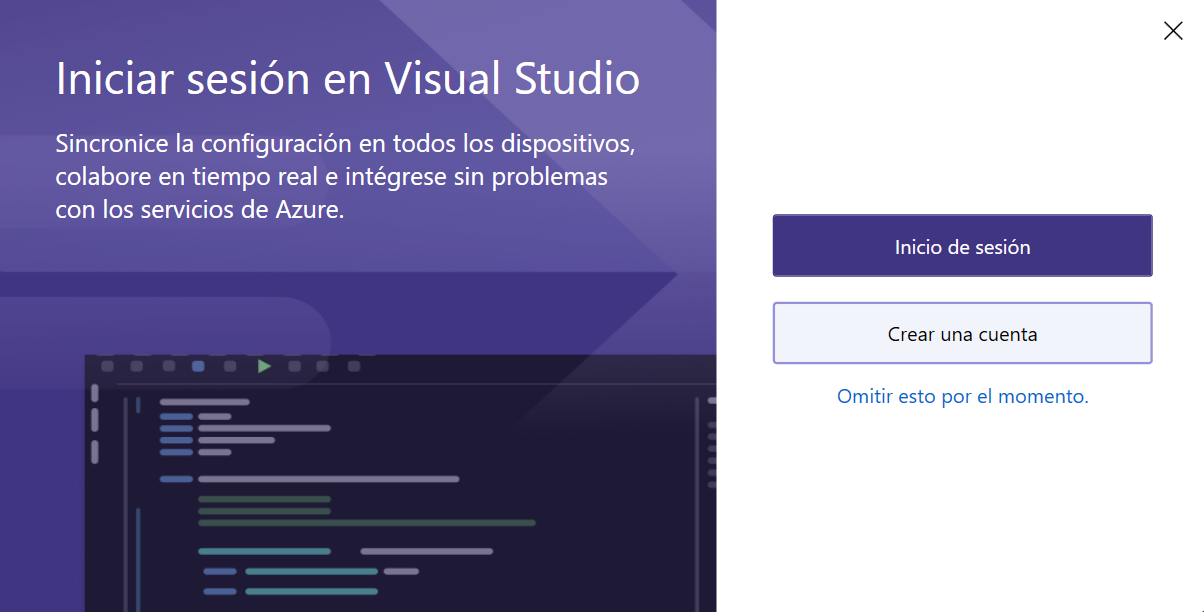 Iniciar sesión en Visual Studio
Sincronice la configuración en todos los dispositivos,
colabore en tiempo real e intégrese sin problemas
con los servicios de Azure.
Inicio de sesión
Crear una cuenta
Omitir esto por el momento.